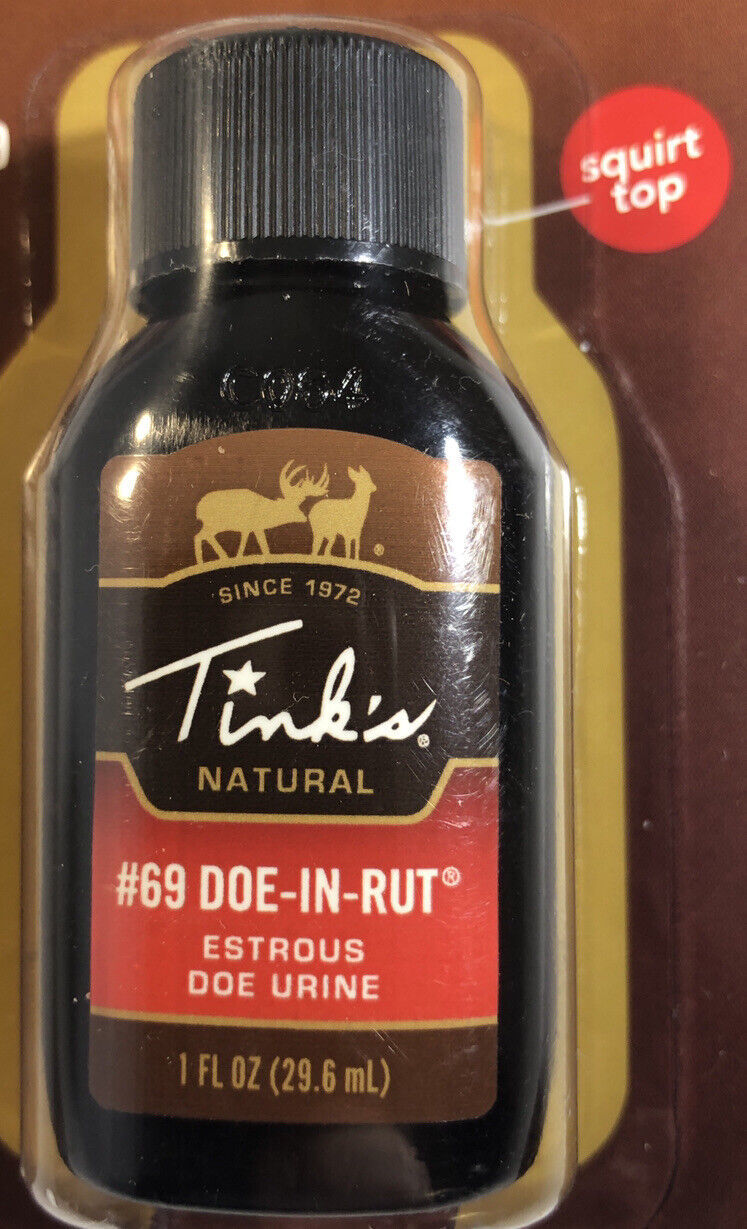 squirt
top
C064
SINCE 1972
Tink's®
NATURAL
#69 DOE-IN-RUT®
ESTROUS
DOE URINE
1 FL OZ (29.6 mL)